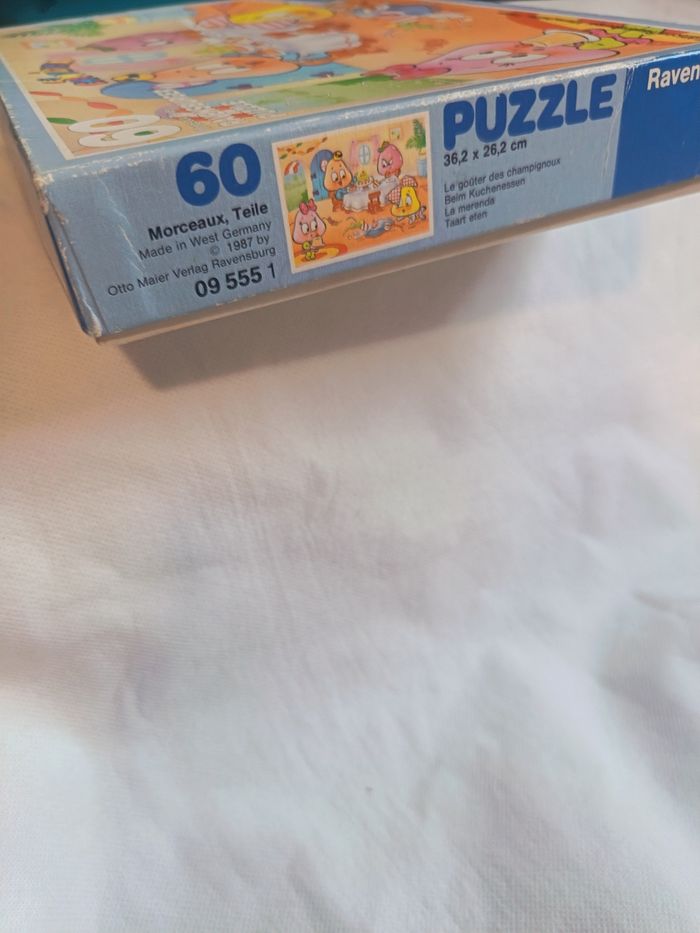 60
60
Morceaux, Teile
Made in West Germany
© 1987 by
Otto Maier Verlag Ravensburg
09 555 1
PUZZLE
36,2 x 26,2 cm
Le goûter des champignoux
Beim Kuchenessen
La merenda
Taart eten
Raven